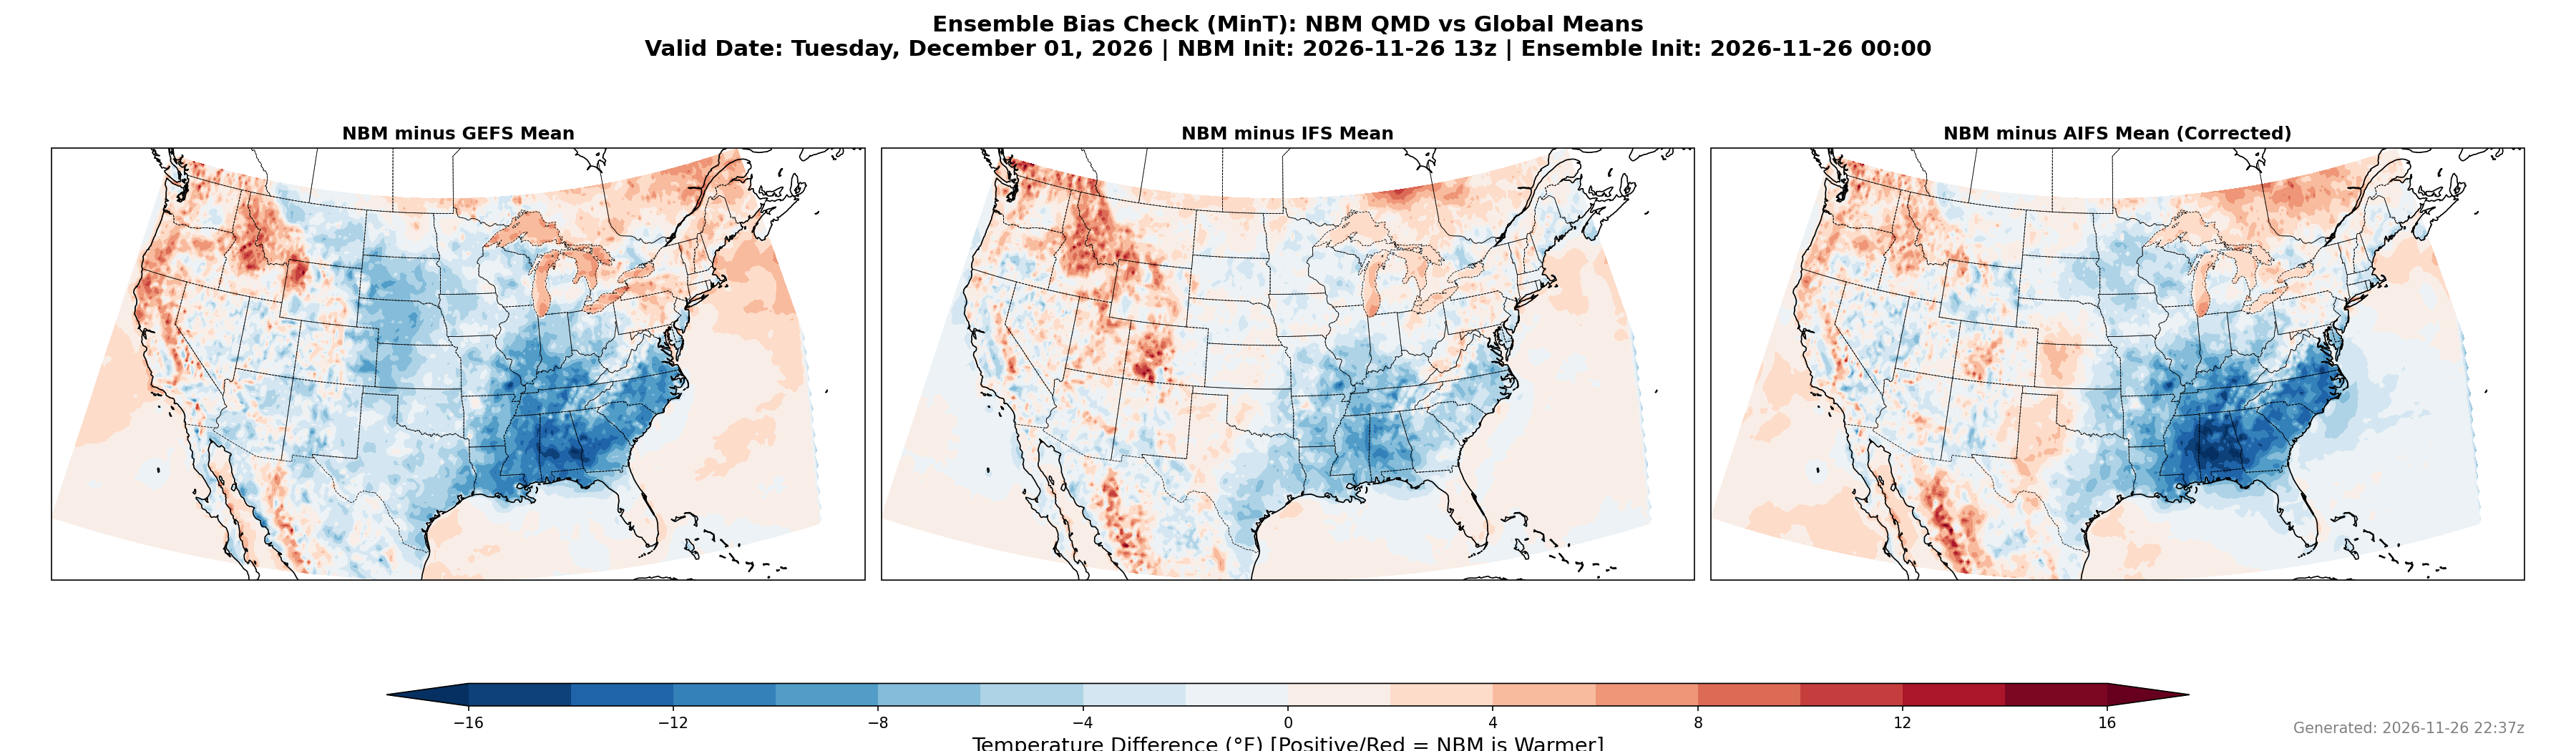 Ensemble Bias Check (MinT): NBM QMD vs Global Means
Valid Date: Tuesday, December 01, 2026 | NBM Init: 2026-11-26 13z | Ensemble Init: 2026-11-26 00:00
NBM minus GEFS Mean
NBM minus IFS Mean
NBM minus AIFS Mean (Corrected)
−16 −12 −8 −4 0 4 8 12 16
Temperature Difference (°F) [Positive/Red = NBM is Warmer]
Generated: 2026-11-26 22:37z